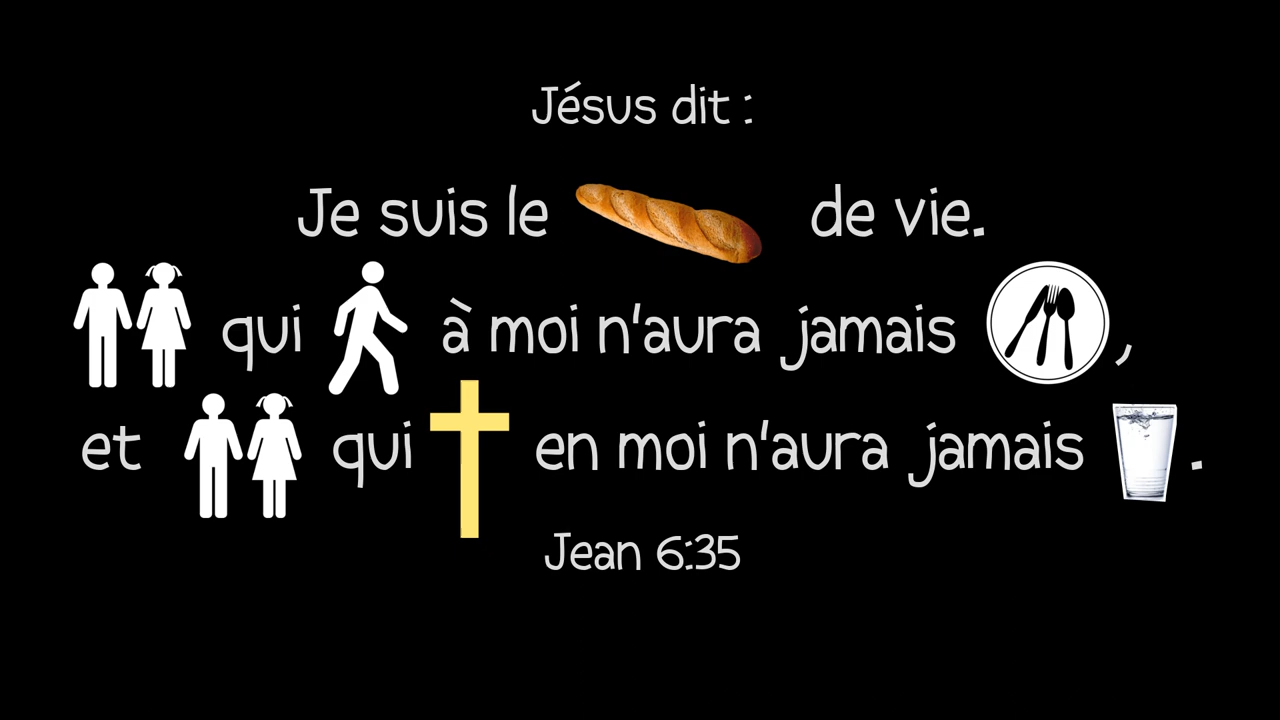 Jésus dit :
Je suis le de vie.
qui à moi n'aura jamais ,
et qui en moi n'aura jamais .
Jean 6:35